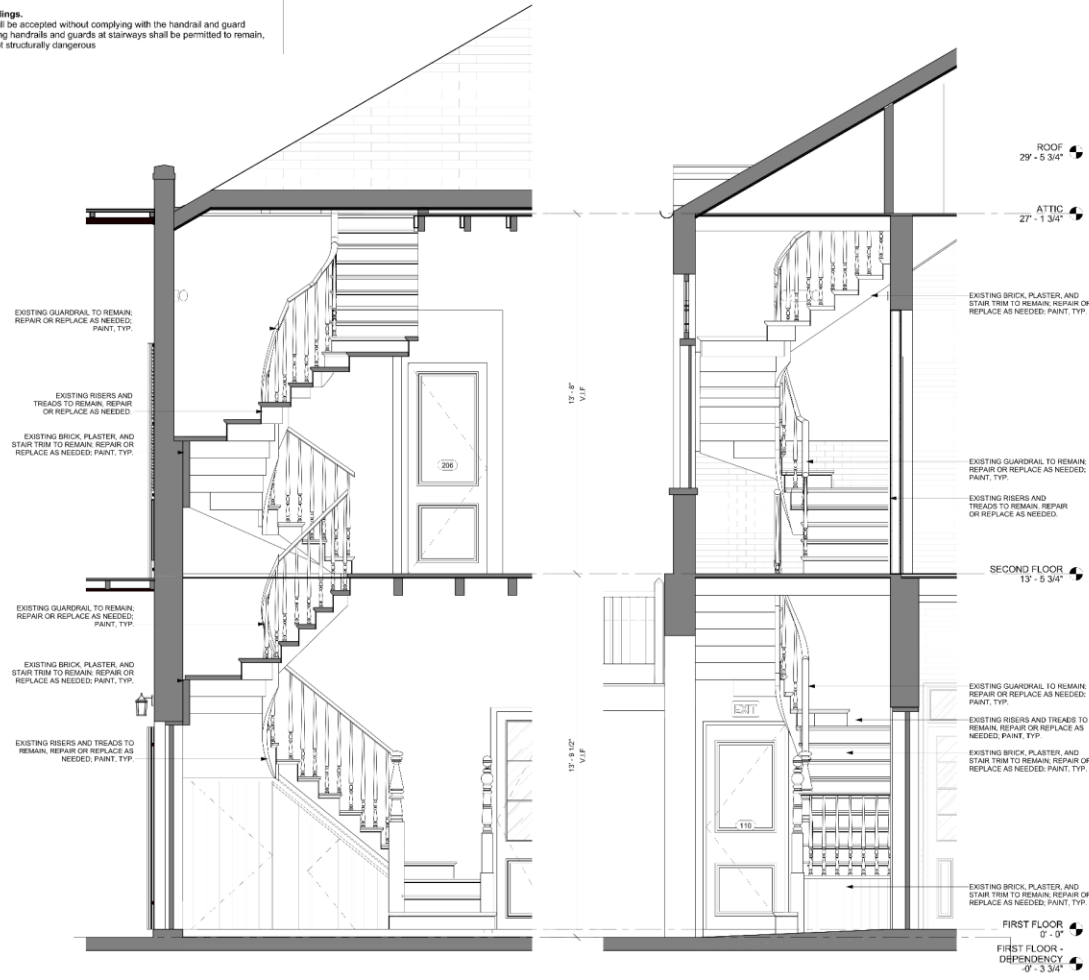 dings.
ll be accepted without complying with the handrail and guard
ng handrails and guards at stairways shall be permitted to remain,
t structurally dangerous
ROOF
29' - 5 3/4"
ATTIC
27' - 1 3/4"
EXISTING GUARDRAIL TO REMAIN;
REPAIR OR REPLACE AS NEEDED;
PAINT, TYP.
EXISTING RISERS AND
TREADS TO REMAIN, REPAIR
OR REPLACE AS NEEDED.
EXISTING BRICK, PLASTER, AND
STAIR TRIM TO REMAIN; REPAIR OR
REPLACE AS NEEDED; PAINT, TYP.
206
13' - 8"
V.I.F
EXISTING BRICK, PLASTER, AND
STAIR TRIM TO REMAIN; REPAIR OR
REPLACE AS NEEDED; PAINT, TYP.
EXISTING GUARDRAIL TO REMAIN;
REPAIR OR REPLACE AS NEEDED;
PAINT, TYP.
EXISTING RISERS AND
TREADS TO REMAIN, REPAIR
OR REPLACE AS NEEDED.
SECOND FLOOR
13' - 5 3/4"
EXISTING GUARDRAIL TO REMAIN;
REPAIR OR REPLACE AS NEEDED;
PAINT, TYP.
EXISTING BRICK, PLASTER, AND
STAIR TRIM TO REMAIN; REPAIR OR
REPLACE AS NEEDED; PAINT, TYP.
EXISTING RISERS AND TREADS TO
REMAIN, REPAIR OR REPLACE AS
NEEDED; PAINT, TYP.
13' - 9 1/2"
V.I.F
EXIT
110
EXISTING GUARDRAIL TO REMAIN;
REPAIR OR REPLACE AS NEEDED;
PAINT, TYP.
EXISTING RISERS AND TREADS TO
REMAIN, REPAIR OR REPLACE AS
NEEDED; PAINT, TYP.
EXISTING BRICK, PLASTER, AND
STAIR TRIM TO REMAIN; REPAIR OR
REPLACE AS NEEDED; PAINT, TYP.
EXISTING BRICK, PLASTER, AND
STAIR TRIM TO REMAIN; REPAIR OR
REPLACE AS NEEDED; PAINT, TYP.
FIRST FLOOR
0' - 0"
FIRST FLOOR -
DEPENDENCY
-0' - 3 3/4"